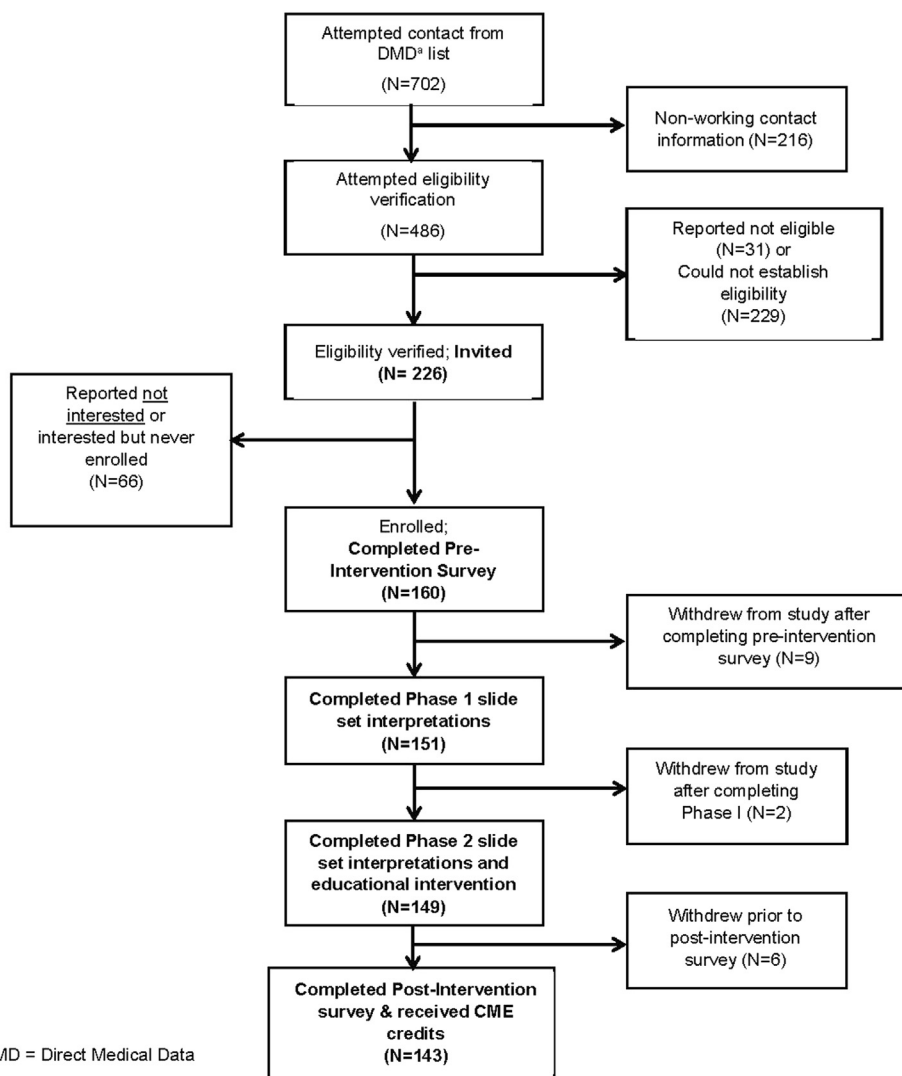 Attempted contact from
DMDª list
(N=702)
Non-working contact
information (N=216)
Attempted eligibility
verification
(N=486)
Reported not eligible
(N=31) or
Could not establish
eligibility
(N=229)
Eligibility verified; Invited
(N= 226)
Reported not
interested or
interested but never
enrolled
(N=66)
Enrolled;
Completed Pre-
Intervention Survey
(N=160)
Withdrew from study after
completing pre-intervention
survey (N=9)
Completed Phase 1 slide
set interpretations
(N=151)
Withdrew from study
after completing
Phase I (N=2)
Completed Phase 2 slide
set interpretations and
educational intervention
(N=149)
Withdrew prior to
post-intervention
survey (N=6)
Completed Post-Intervention
survey & received CME
credits
(N=143)
MD = Direct Medical Data